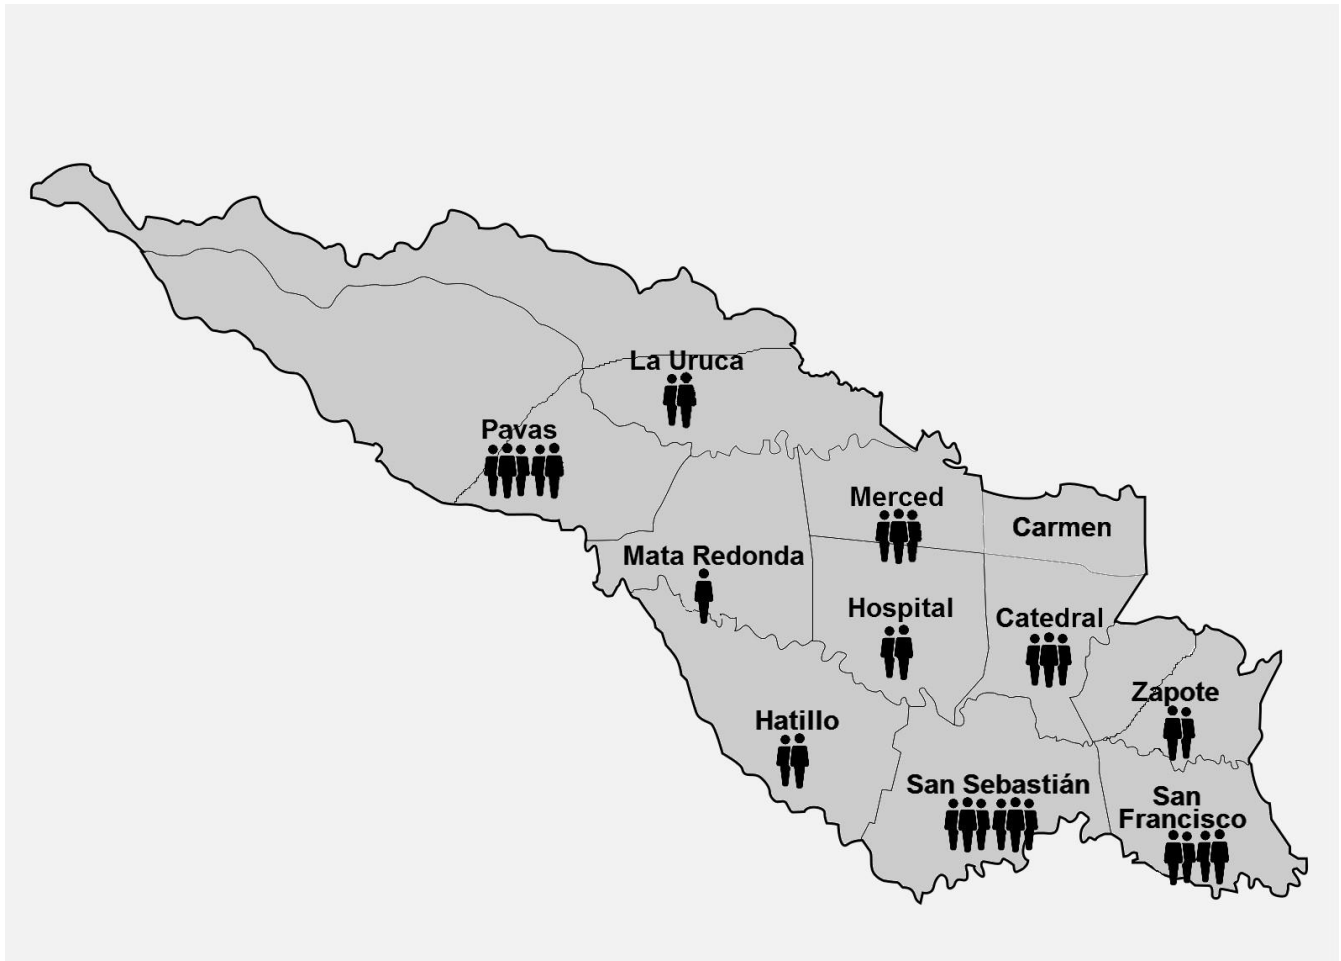 La Uruca
Pavas
Merced
Carmen
Mata Redonda
Hospital
Catedral
Zapote
Hatillo
San Sebastián
San
Francisco